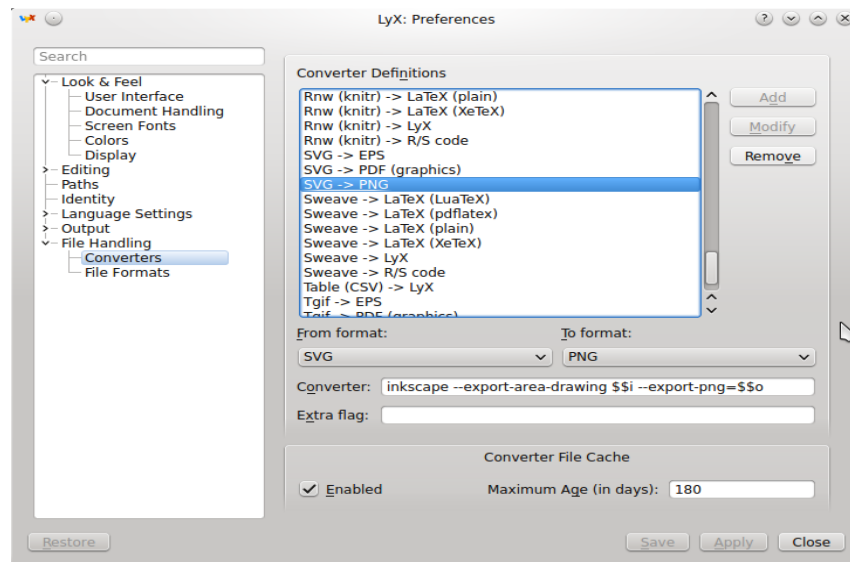 LyX: Preferences
Search
Look & Feel
User Interface
Document Handling
Screen Fonts
Colors
Display
Editing
Paths
Identity
Language Settings
Output
File Handling
Converters
File Formats
Converter Definitions
Rnw (knitr) -> LaTeX (plain)
Rnw (knitr) -> LaTeX (XeTeX)
Rnw (knitr) -> LyX
Rnw (knitr) -> R/S code
SVG -> EPS
SVG -> PDF (graphics)
SVG -> PNG
Sweave -> LaTeX (LuaTeX)
Sweave -> LaTeX (pdflatex)
Sweave -> LaTeX (plain)
Sweave -> LaTeX (XeTeX)
Sweave -> LyX
Sweave -> R/S code
Table (CSV) -> LyX
Tgif -> EPS
Tgif -> PDF (graphics)
Add
Modify
Remove
From format: To format:
SVG PNG
Converter: inkscape --export-area-drawing $$i --export-png=$$o
Extra flag:
Converter File Cache
Enabled Maximum Age (in days): 180
Restore Save Apply Close